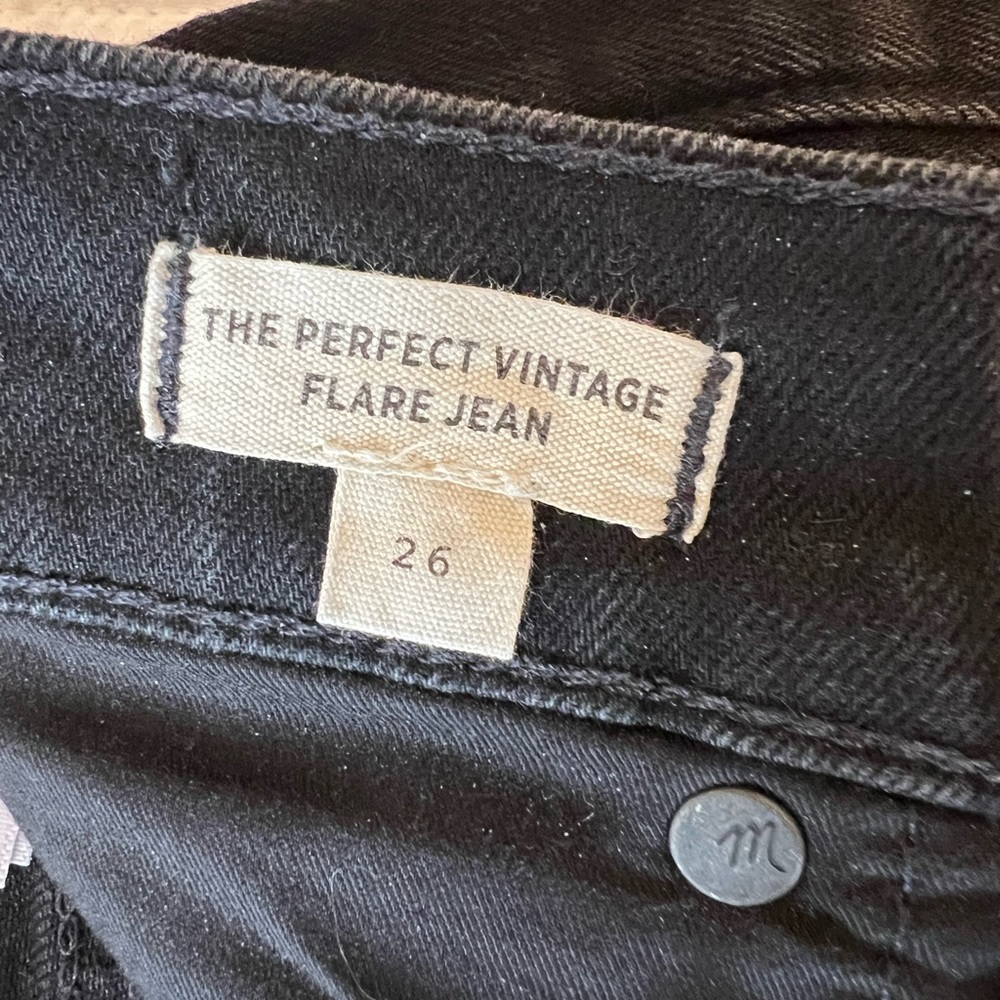 THE PERFECT VINTAGE
FLARE JEAN
26
m